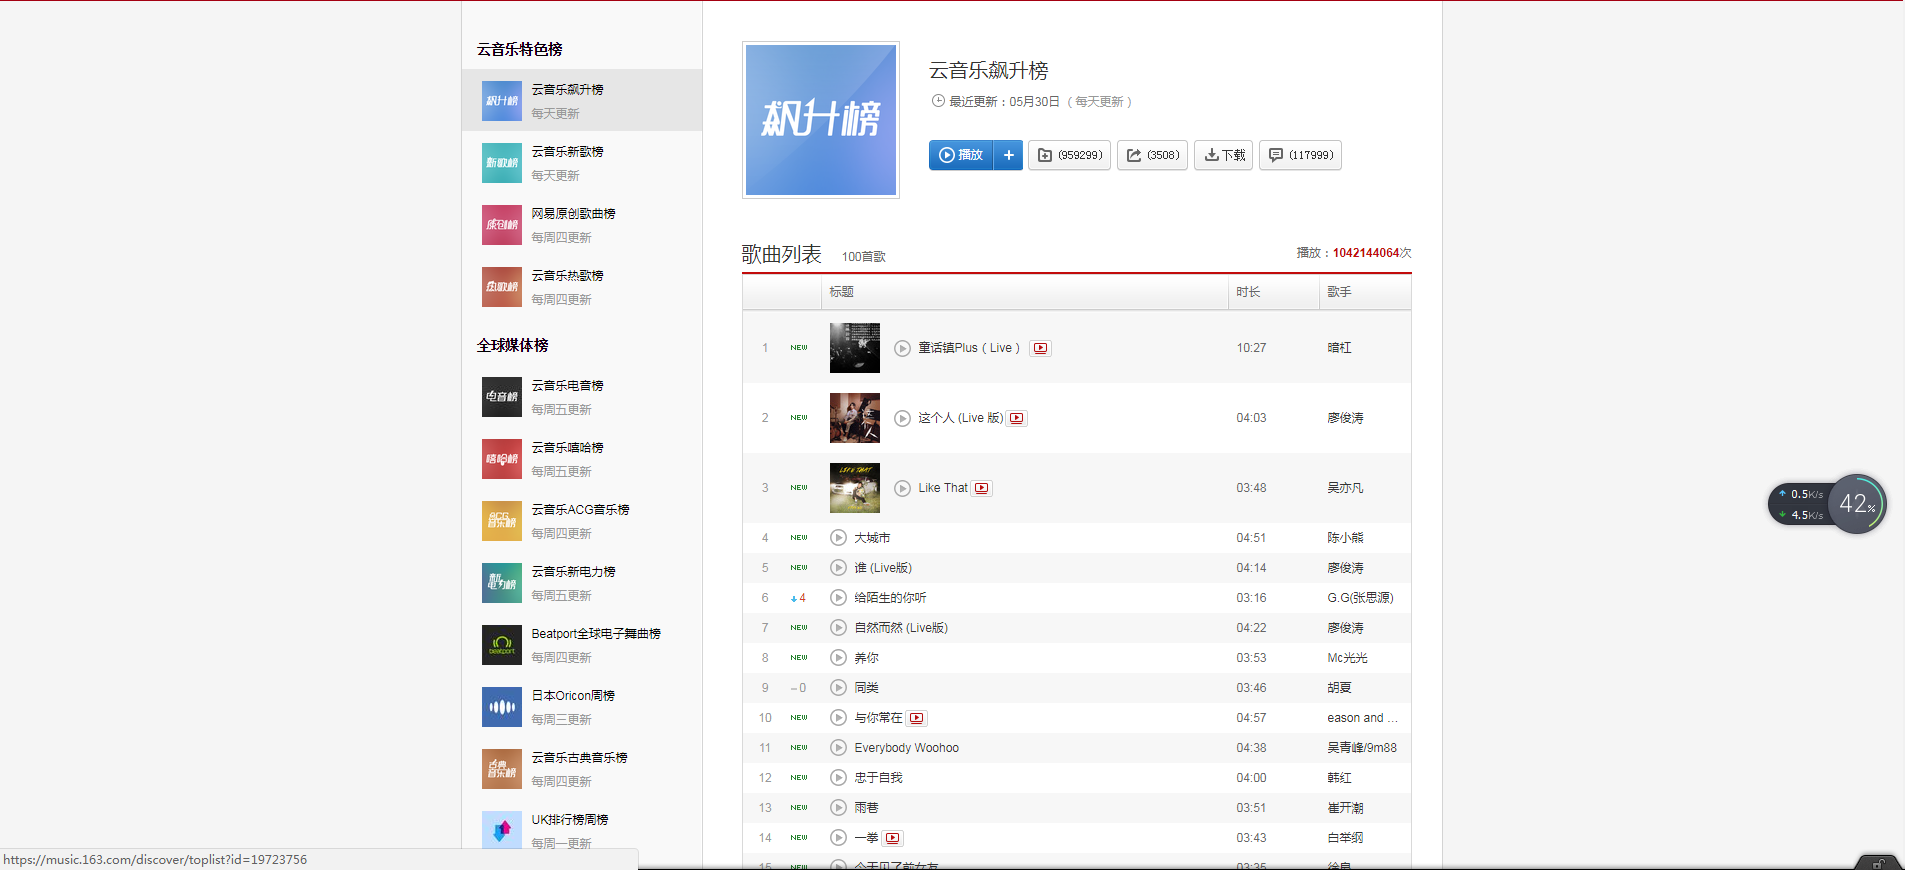 云音乐特色榜
飙升榜
云音乐飙升榜
每天更新
新歌榜
云音乐新歌榜
每天更新
原创榜
网易原创歌曲榜
每周四更新
热歌榜
云音乐热歌榜
每周四更新
全球媒体榜
电音榜
云音乐电音榜
每周五更新
嘻哈榜
云音乐嘻哈榜
每周五更新
ACG音乐榜
云音乐ACG音乐榜
每周四更新
新电力榜
云音乐新电力榜
每周五更新
beatport
Beatport全球电子舞曲榜
每周四更新
日本Oricon周榜
每周三更新
古典音乐榜
云音乐古典音乐榜
每周四更新
UK排行榜周榜
每周一更新
https://music.163.com/discover/toplist?id=19723756
飙升榜
云音乐飙升榜
最近更新：05月30日 （每天更新）
播放 + (959299) (3508) 下载 (117999)
歌曲列表 100首歌 播放：1042144064次
标题 时长 歌手
1 NEW 童话镇Plus（Live） 10:27 暗杠
2 NEW 这个人 (Live 版) 04:03 廖俊涛
LIKE THAT
3 NEW Like That 03:48 吴亦凡
4 NEW 大城市 04:51 陈小熊
5 NEW 谁 (Live版) 04:14 廖俊涛
6 4 给陌生的你听 03:16 G.G(张思源)
7 NEW 自然而然 (Live版) 04:22 廖俊涛
8 NEW 养你 03:53 Mc光光
9 0 同类 03:46 胡夏
10 NEW 与你常在 04:57 eason and ...
11 NEW Everybody Woohoo 04:38 吴青峰/9m88
12 NEW 忠于自我 04:00 韩红
13 NEW 雨巷 03:51 崔开潮
14 NEW 一拳 03:43 白举纲
15 NEW 今天见了前女友 03:35 徐良
0.5K/s
4.5K/s
42%